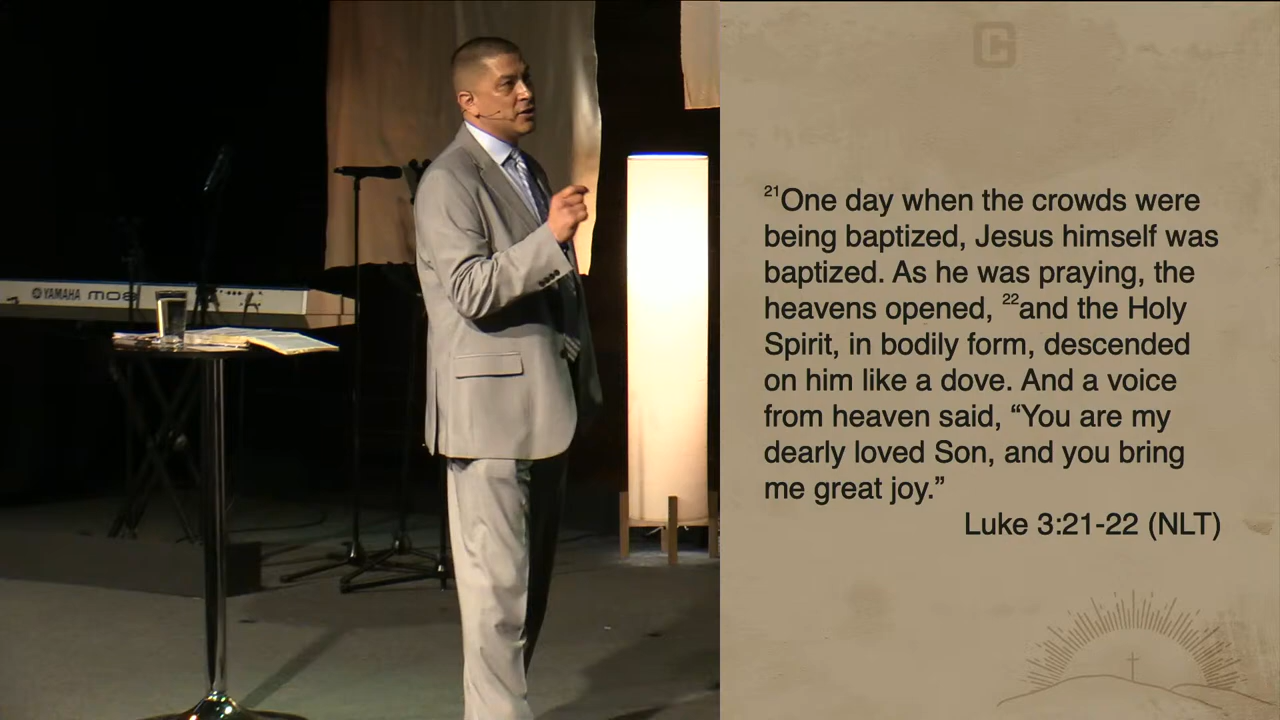 YAMAHA MO8
C
²¹One day when the crowds were
being baptized, Jesus himself was
baptized. As he was praying, the
heavens opened, ²²and the Holy
Spirit, in bodily form, descended
on him like a dove. And a voice
from heaven said, “You are my
dearly loved Son, and you bring
me great joy.”
Luke 3:21-22 (NLT)